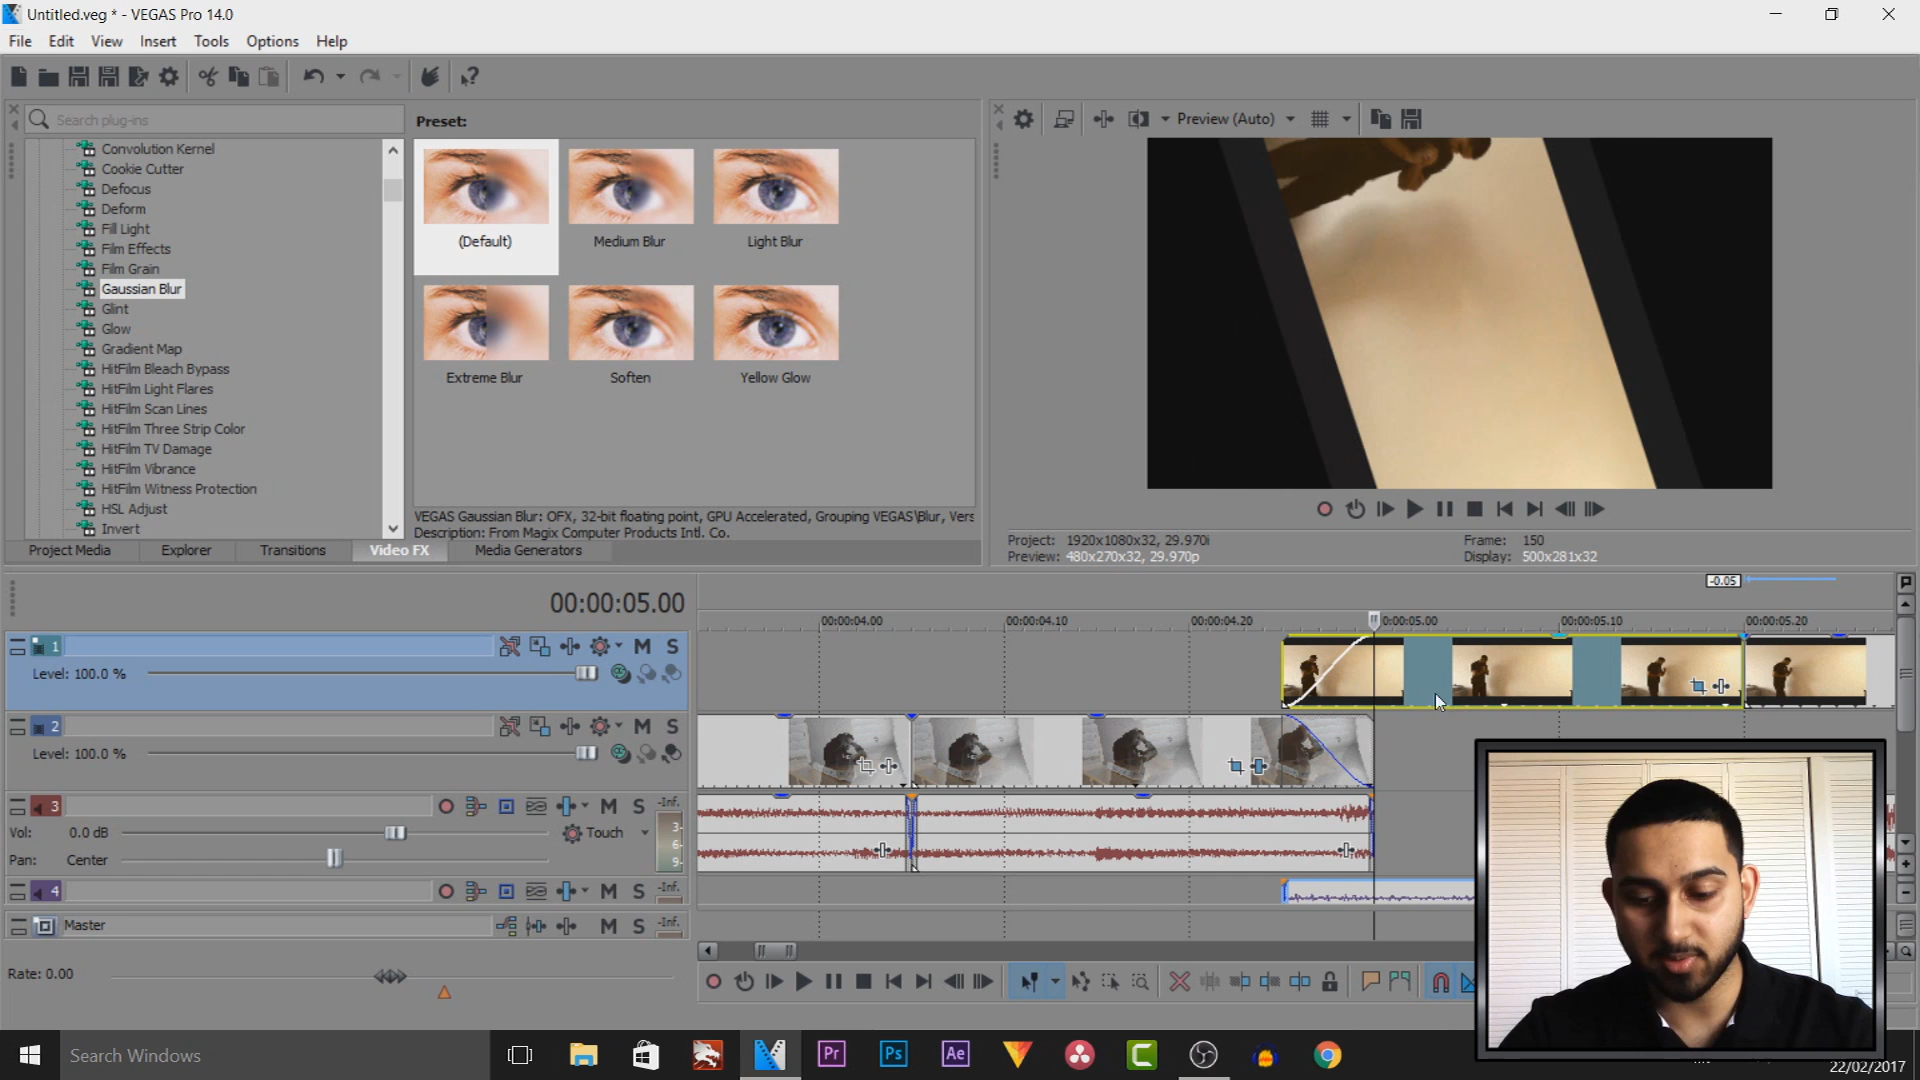 Untitled.veg * - VEGAS Pro 14.0
File Edit View Insert Tools Options Help
Search plug-ins
Convolution Kernel
Cookie Cutter
Defocus
Deform
Fill Light
Film Effects
Film Grain
Gaussian Blur
Glint
Glow
Gradient Map
HitFilm Bleach Bypass
HitFilm Light Flares
HitFilm Scan Lines
HitFilm Three Strip Color
HitFilm TV Damage
HitFilm Vibrance
HitFilm Witness Protection
HSL Adjust
Invert
Preset:
(Default) Medium Blur Light Blur
Extreme Blur Soften Yellow Glow
VEGAS Gaussian Blur: OFX, 32-bit floating point, GPU Accelerated, Grouping VEGAS\Blur, Vers
Description: From Magix Computer Products Intl. Co.
Project Media Explorer Transitions Video FX Media Generators
Preview (Auto)
Project: 1920x1080x32, 29.970i
Preview: 480x270x32, 29.970p
Frame: 150
Display: 500x281x32
-0.05
00:00:05.00
00:00:04.00 00:00:04.10 00:00:04.20 00:00:05.00 00:00:05.10 00:00:05.20
1 M S
Level: 100.0 %
2 M S
Level: 100.0 %
3 M S -Inf.
Vol: 0.0 dB Touch 3-
6-
Pan: Center 9-
4 M S -Inf.
Master M S -Inf.
Rate: 0.00
Search Windows
Pr Ps Ae C
22/02/2017